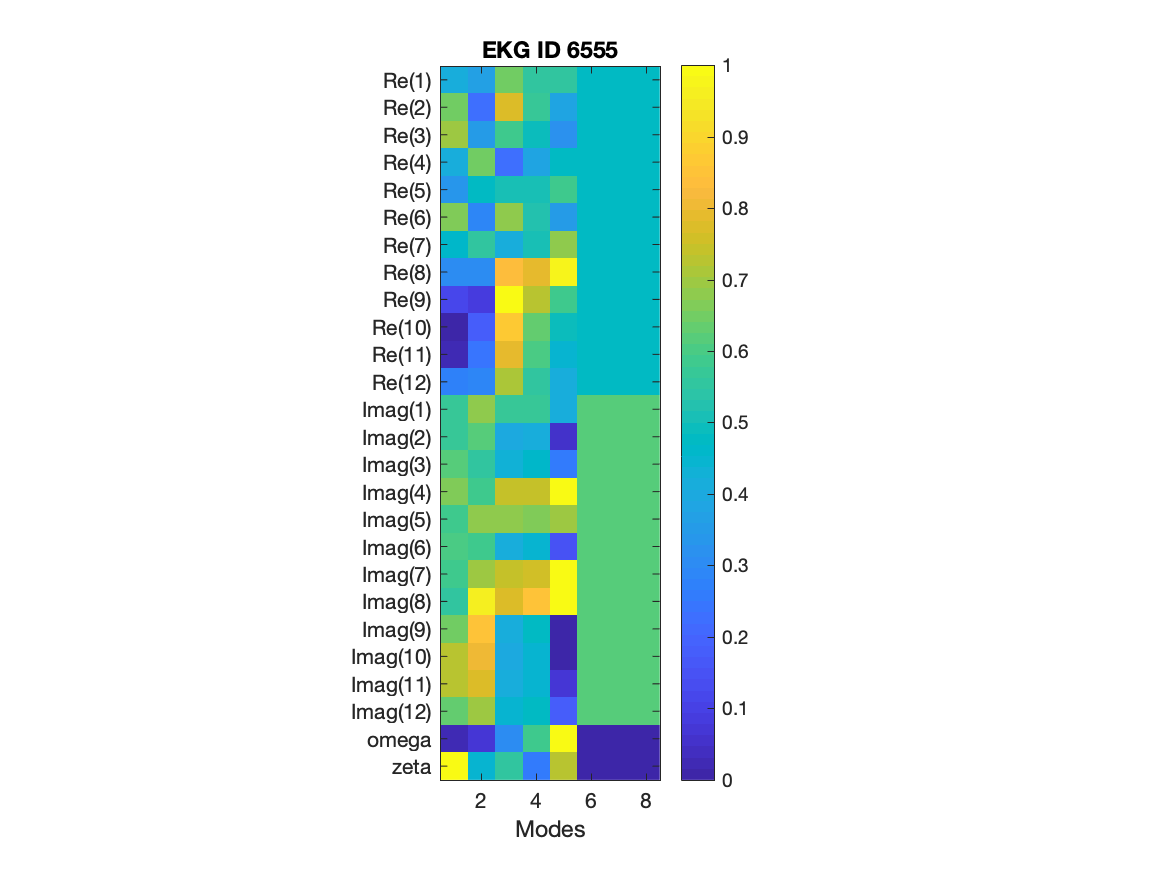 EKG ID 6555
Re(1)
Re(2)
Re(3)
Re(4)
Re(5)
Re(6)
Re(7)
Re(8)
Re(9)
Re(10)
Re(11)
Re(12)
Imag(1)
Imag(2)
Imag(3)
Imag(4)
Imag(5)
Imag(6)
Imag(7)
Imag(8)
Imag(9)
Imag(10)
Imag(11)
Imag(12)
omega
zeta
2 4 6 8
Modes
1
0.9
0.8
0.7
0.6
0.5
0.4
0.3
0.2
0.1
0